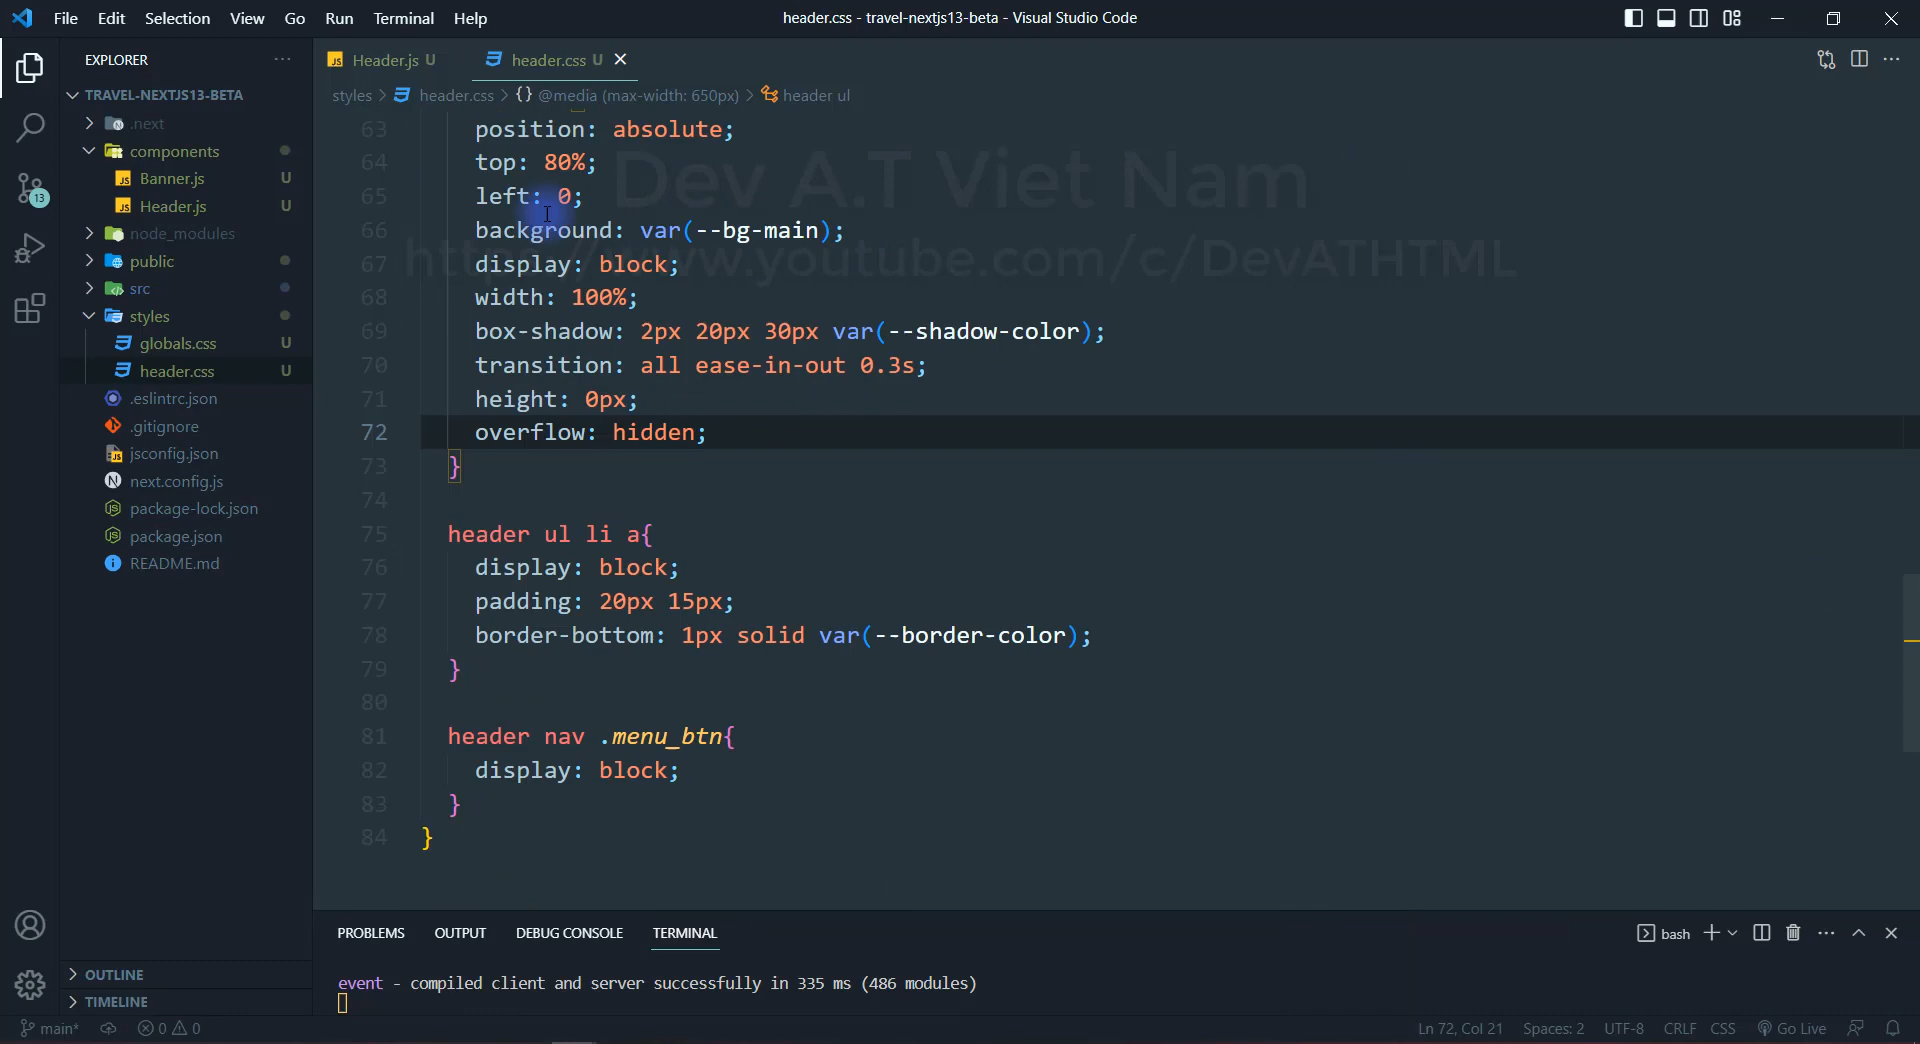 File Edit Selection View Go Run Terminal Help
header.css - travel-nextjs13-beta - Visual Studio Code
EXPLORER
TRAVEL-NEXTJS13-BETA
.next
components
Banner.js U
Header.js U
node_modules
public
src
styles
globals.css U
header.css U
.eslintrc.json
.gitignore
jsconfig.json
next.config.js
package-lock.json
package.json
README.md
OUTLINE
TIMELINE
13
Header.js U
header.css U
styles > header.css > {} @media (max-width: 650px) > header ul
63 position: absolute;
64 top: 80%;
65 left: 0;
66 background: var(--bg-main);
67 display: block;
68 width: 100%;
69 box-shadow: 2px 20px 30px var(--shadow-color);
70 transition: all ease-in-out 0.3s;
71 height: 0px;
72 overflow: hidden;
73 }
74
75 header ul li a{
76 display: block;
77 padding: 20px 15px;
78 border-bottom: 1px solid var(--border-color);
79 }
80
81 header nav .menu_btn{
82 display: block;
83 }
84 }
Dev A.T Viet Nam
https://www.youtube.com/c/DevATHTML
PROBLEMS OUTPUT DEBUG CONSOLE TERMINAL
bash
event - compiled client and server successfully in 335 ms (486 modules)
main* 0 0
Ln 72, Col 21 Spaces: 2 UTF-8 CRLF CSS Go Live